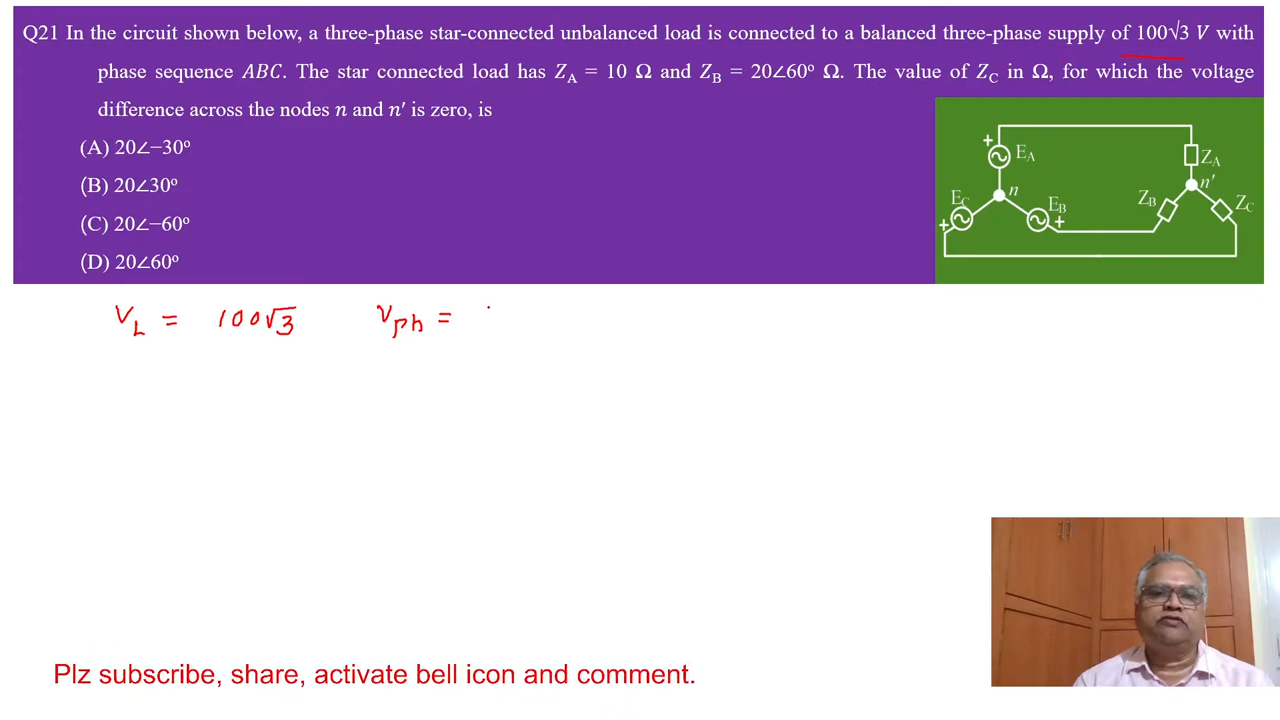 Q21 In the circuit shown below, a three-phase star-connected unbalanced load is connected to a balanced three-phase supply of 100√3 V with
phase sequence ABC. The star connected load has Z_A = 10 Ω and Z_B = 20∠60° Ω. The value of Z_C in Ω, for which the voltage
difference across the nodes n and n′ is zero, is
(A) 20∠−30°
(B) 20∠30°
(C) 20∠−60°
(D) 20∠60°
+ E_A Z_A
n n′
E_C E_B Z_B Z_C
+ +
V_L = 100√3 V_ph =
Plz subscribe, share, activate bell icon and comment.